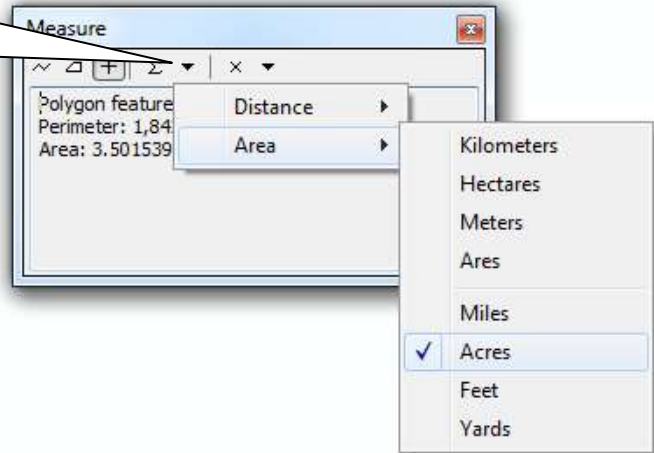 Measure
Σ
Polygon feature
Perimeter: 1,84
Area: 3.501539
Distance
Area
Kilometers
Hectares
Meters
Ares
Miles
Acres
Feet
Yards